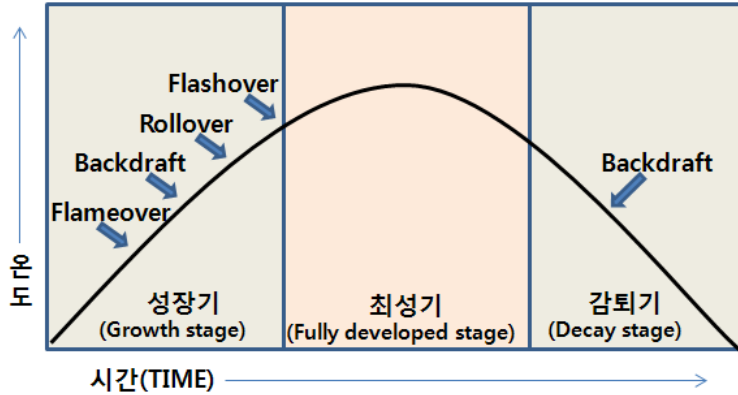 Flashover
Rollover
Backdraft
Flameover
Backdraft
온도
성장기
(Growth stage)
최성기
(Fully developed stage)
감퇴기
(Decay stage)
시간(TIME)